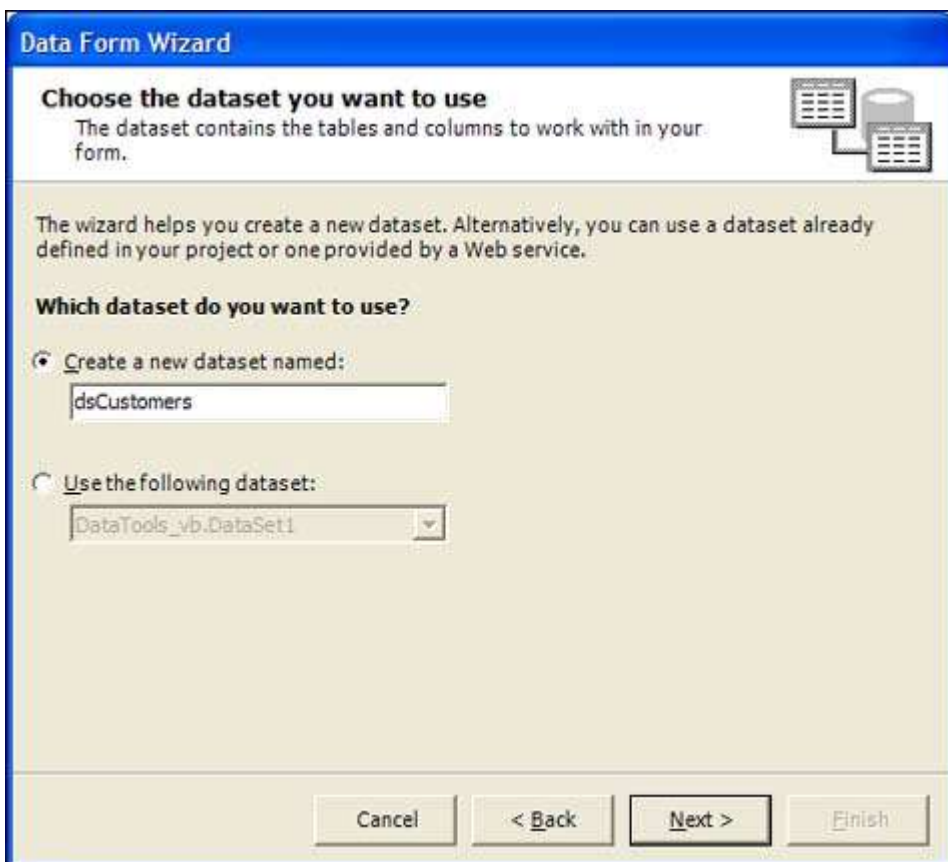 Data Form Wizard
Choose the dataset you want to use
The dataset contains the tables and columns to work with in your
form.
The wizard helps you create a new dataset. Alternatively, you can use a dataset already
defined in your project or one provided by a Web service.
Which dataset do you want to use?
Create a new dataset named:
dsCustomers
Use the following dataset:
DataTools_vb.DataSet1
Cancel
< Back
Next >
Finish